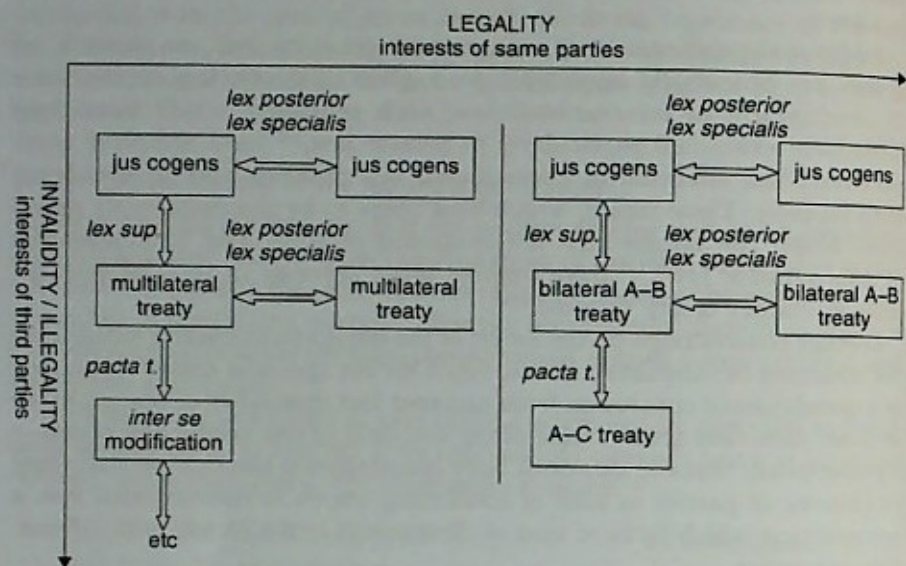 LEGALITY
interests of same parties
INVALIDITY / ILLEGALITY
interests of third parties
lex posterior
lex specialis
jus cogens
jus cogens
lex sup.
lex posterior
lex specialis
multilateral
treaty
multilateral
treaty
pacta t.
inter se
modification
etc
lex posterior
lex specialis
jus cogens
jus cogens
lex sup.
lex posterior
lex specialis
bilateral A–B
treaty
bilateral A–B
treaty
pacta t.
A–C treaty